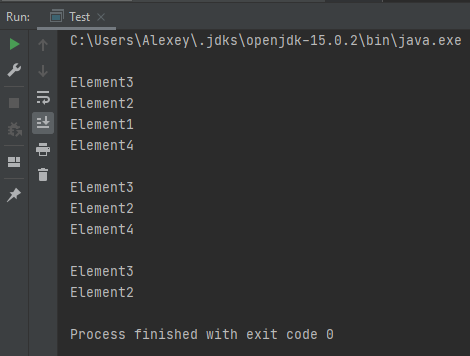 Run: Test
C:\Users\Alexey\.jdks\openjdk-15.0.2\bin\java.exe
Element3
Element2
Element1
Element4
Element3
Element2
Element4
Element3
Element2
Process finished with exit code 0